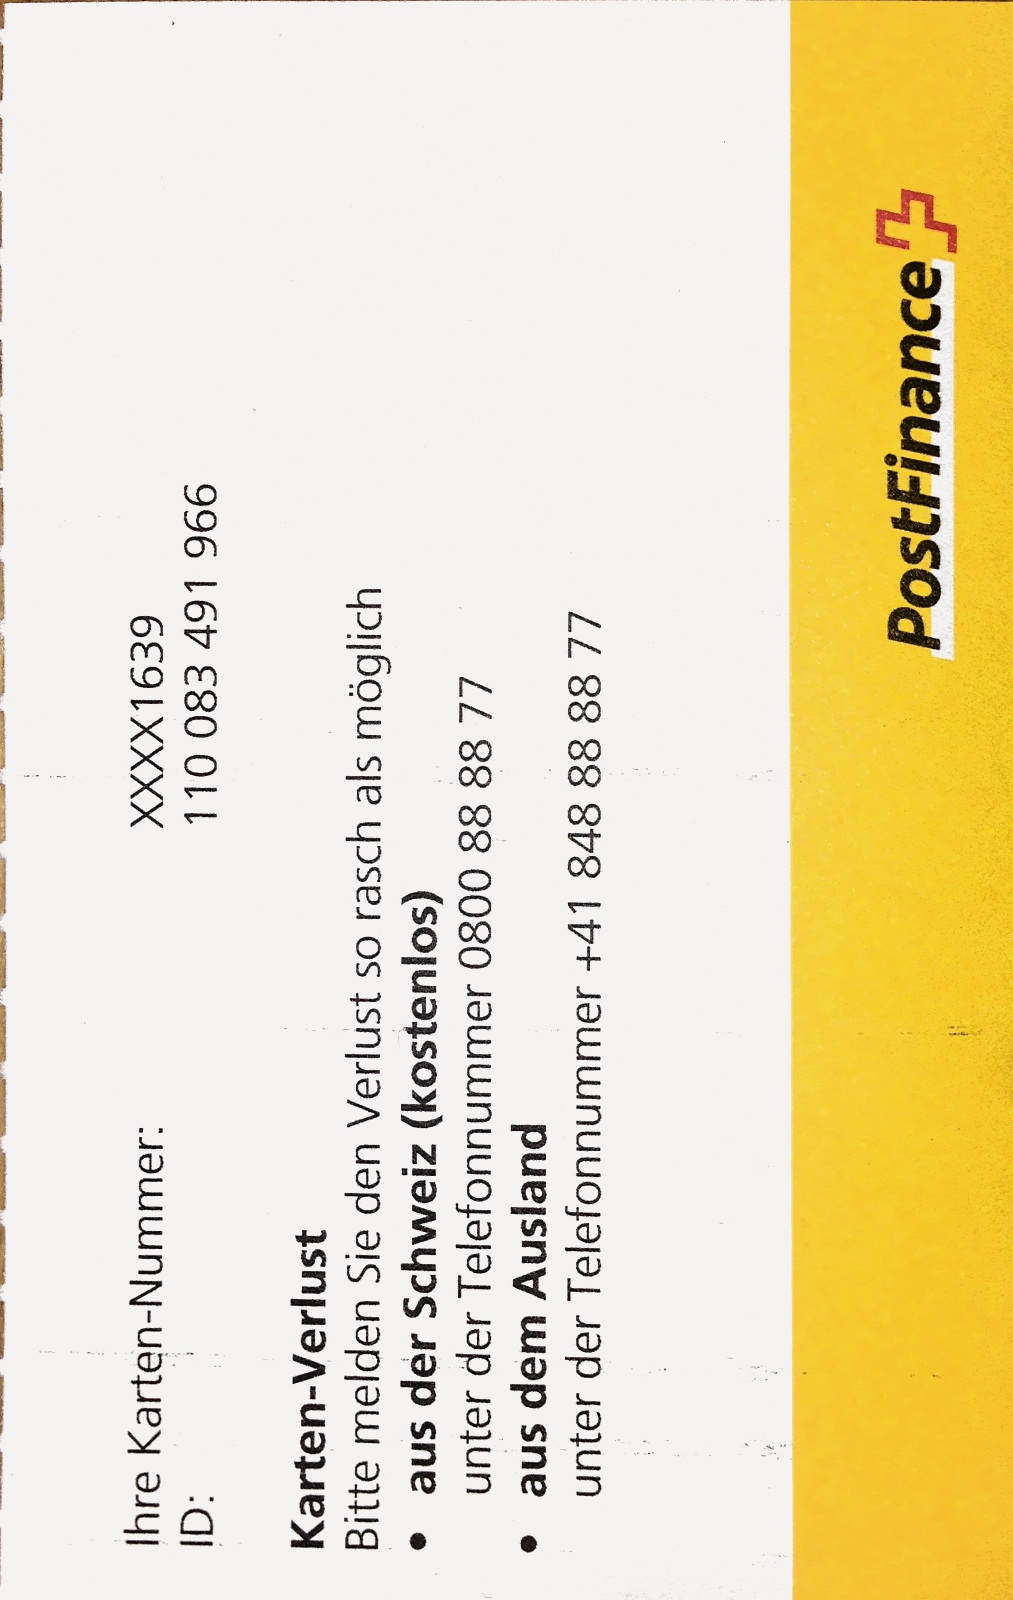 Ihre Karten-Nummer: XXXX1639
ID: 110 083 491 966
Karten-Verlust
Bitte melden Sie den Verlust so rasch als möglich
• aus der Schweiz (kostenlos)
unter der Telefonnummer 0800 88 88 77
• aus dem Ausland
unter der Telefonnummer +41 848 88 88 77
PostFinance